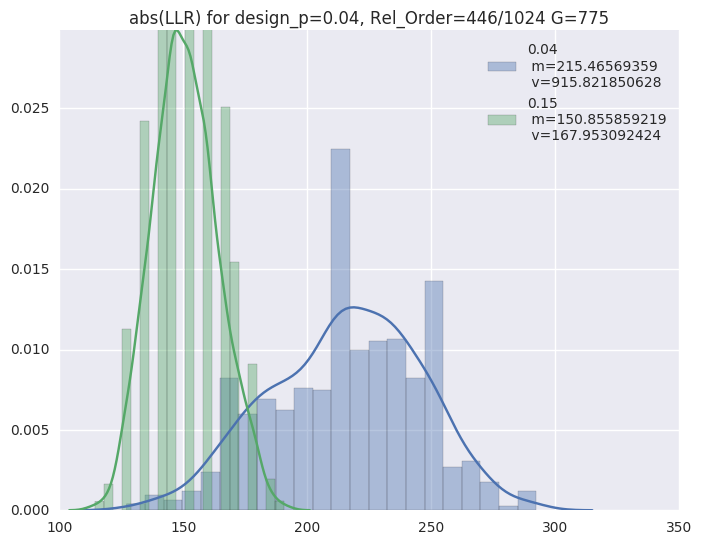 abs(LLR) for design_p=0.04, Rel_Order=446/1024 G=775
0.04
m=215.46569359
v=915.821850628
0.15
m=150.855859219
v=167.953092424
0.025
0.020
0.015
0.010
0.005
0.000
100
150
200
250
300
350